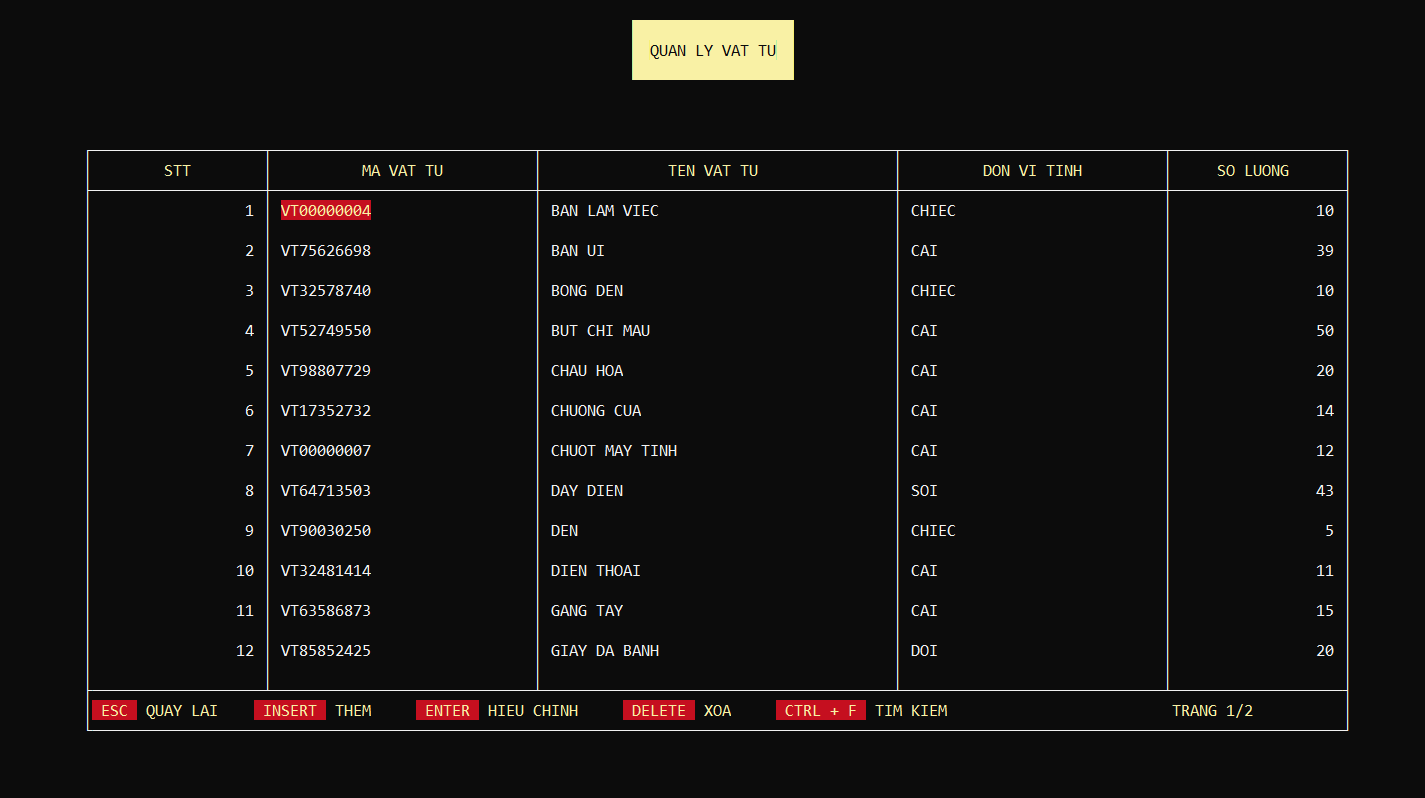 QUAN LY VAT TU
STT MA VAT TU TEN VAT TU DON VI TINH SO LUONG
1 VT00000004 BAN LAM VIEC CHIEC 10
2 VT75626698 BAN UI CAI 39
3 VT32578740 BONG DEN CHIEC 10
4 VT52749550 BUT CHI MAU CAI 50
5 VT98807729 CHAU HOA CAI 20
6 VT17352732 CHUONG CUA CAI 14
7 VT00000007 CHUOT MAY TINH CAI 12
8 VT64713503 DAY DIEN SOI 43
9 VT90030250 DEN CHIEC 5
10 VT32481414 DIEN THOAI CAI 11
11 VT63586873 GANG TAY CAI 15
12 VT85852425 GIAY DA BANH DOI 20
ESC QUAY LAI INSERT THEM ENTER HIEU CHINH DELETE XOA CTRL + F TIM KIEM TRANG 1/2